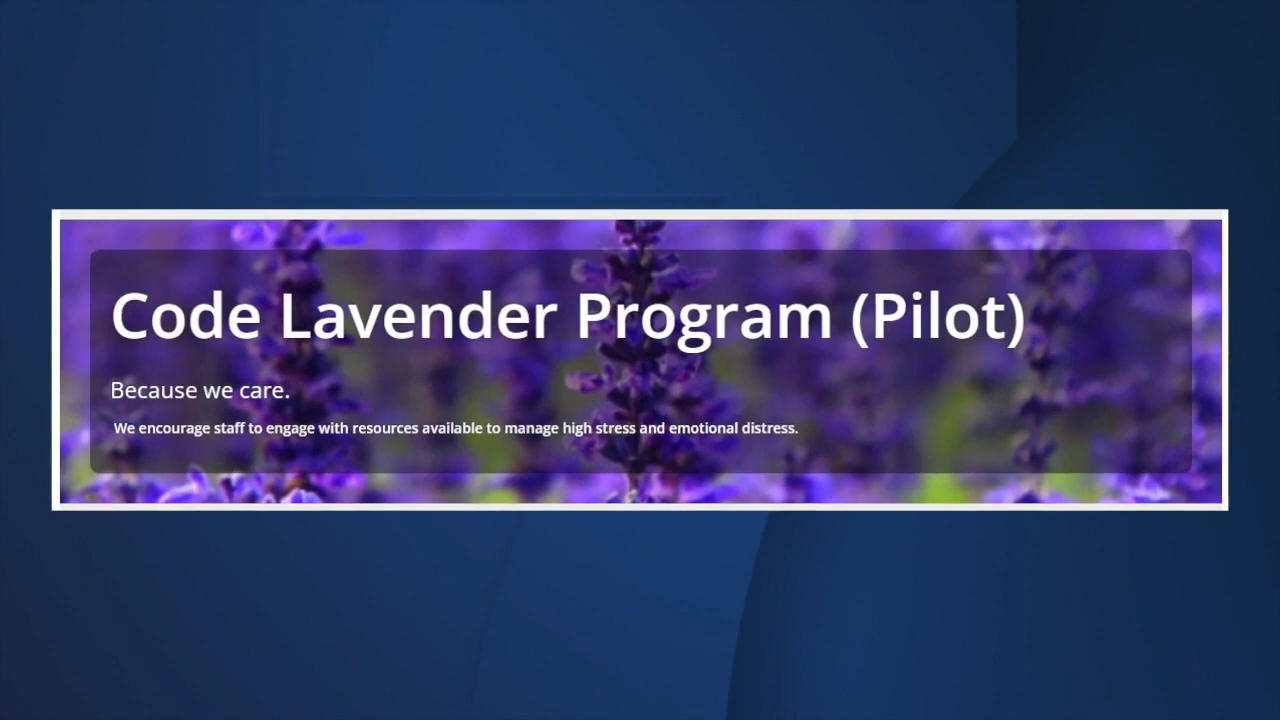 Code Lavender Program (Pilot)
Because we care.
We encourage staff to engage with resources available to manage high stress and emotional distress.